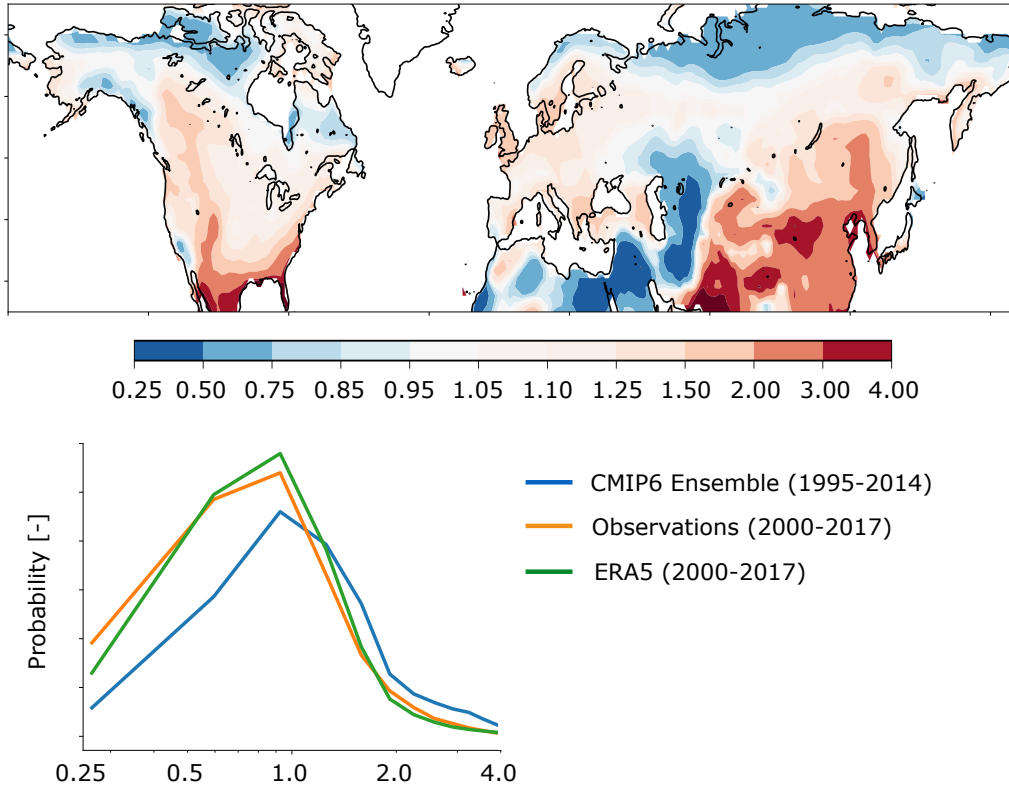 0.25 0.50 0.75 0.85 0.95 1.05 1.10 1.25 1.50 2.00 3.00 4.00
Probability [-]
CMIP6 Ensemble (1995-2014)
Observations (2000-2017)
ERA5 (2000-2017)
0.25 0.5 1.0 2.0 4.0